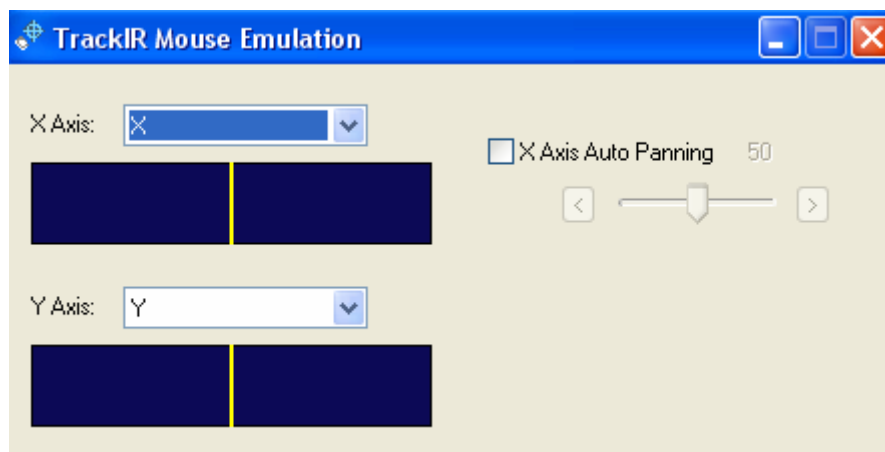 TrackIR Mouse Emulation
X Axis: X
X Axis Auto Panning 50
< >
Y Axis: Y